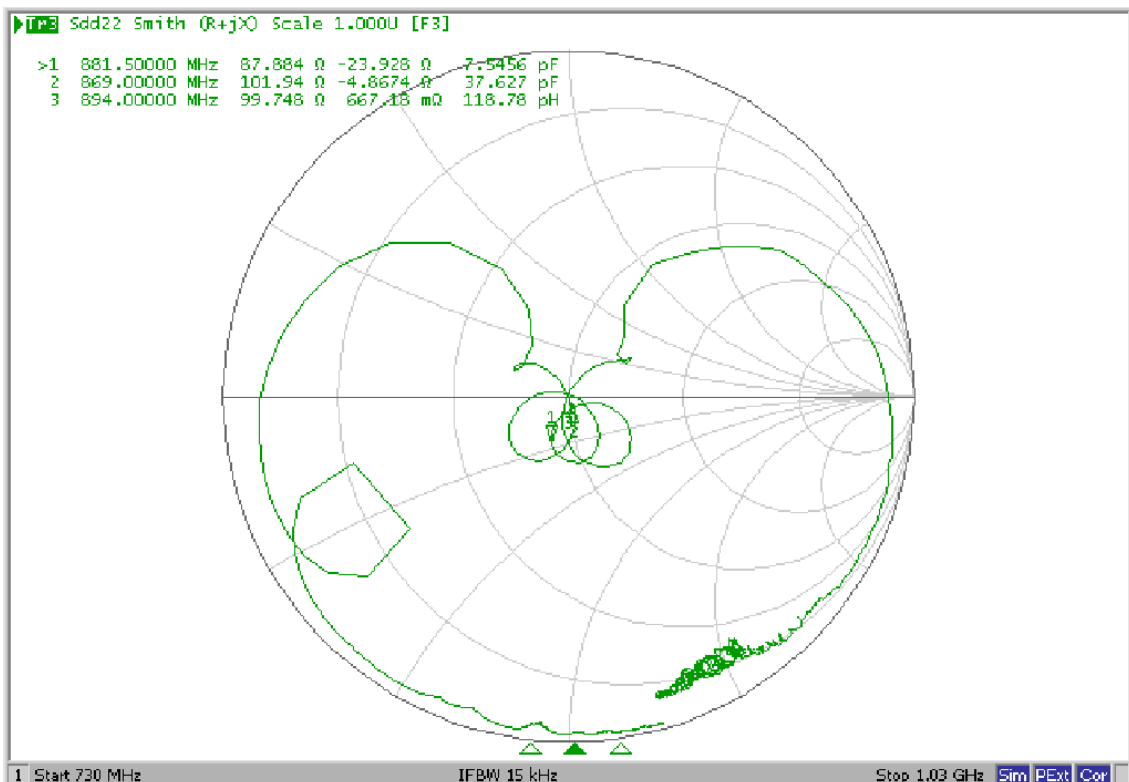 Tr3 Sdd22 Smith (R+jX) Scale 1.000U [F3]
>1 881.50000 MHz 87.884 Ω -23.928 Ω 7.5456 pF
2 869.00000 MHz 101.94 Ω -4.8674 Ω 37.627 pF
3 894.00000 MHz 99.748 Ω 667.18 mΩ 118.78 pH
1
1 Start 730 MHz IFBW 15 kHz Stop 1.03 GHz Sim PExt Cor